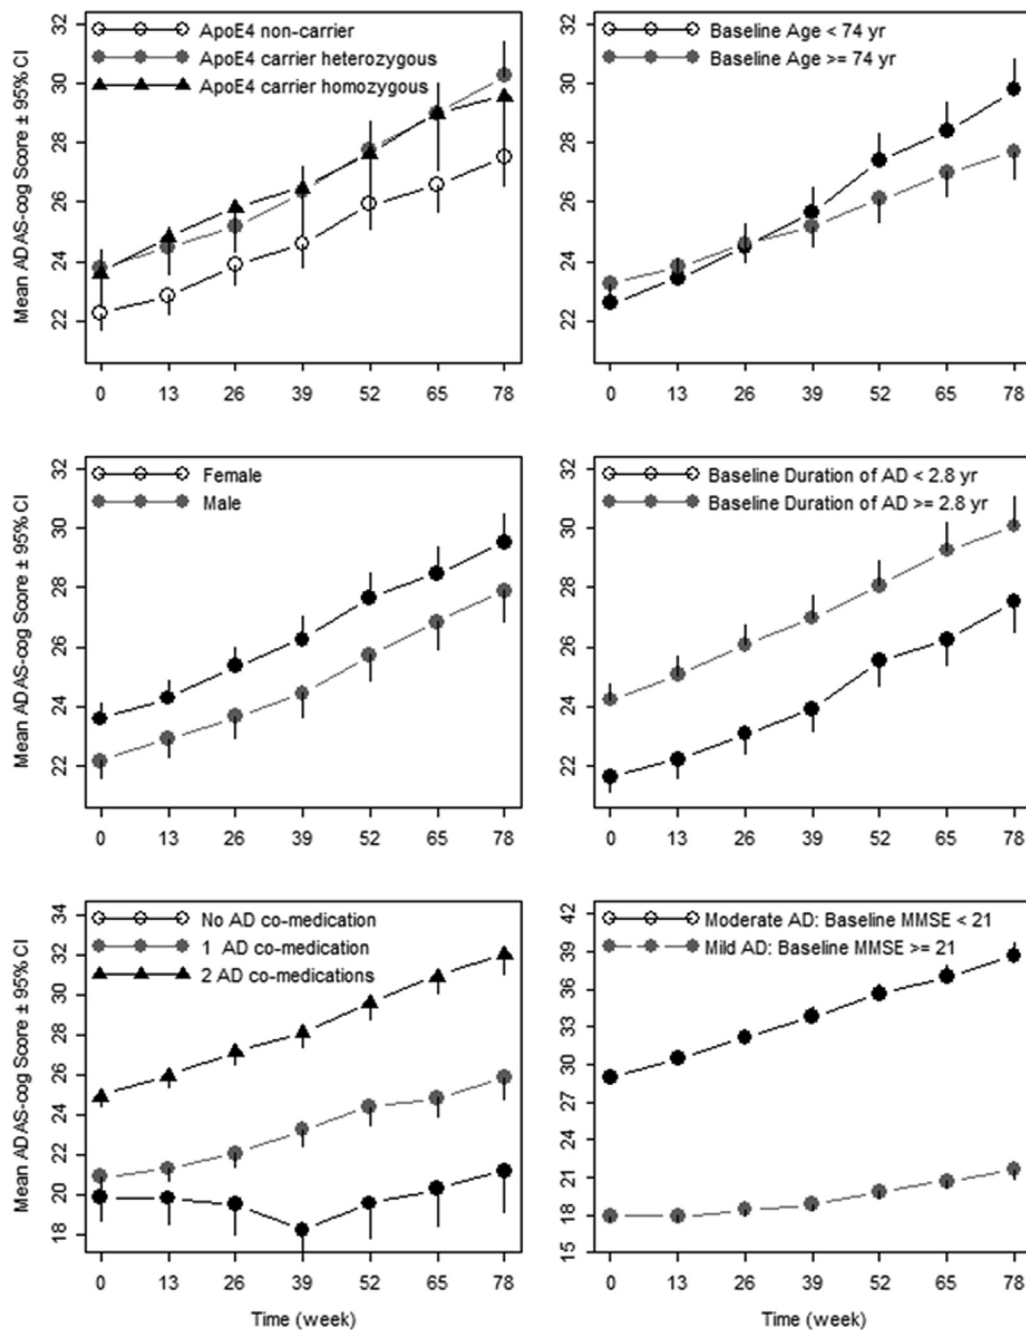 Mean ADAS-cog Score ± 95% CI
32
30
28
26
24
22
ApoE4 non-carrier
ApoE4 carrier heterozygous
ApoE4 carrier homozygous
0 13 26 39 52 65 78
32
30
28
26
24
22
Baseline Age < 74 yr
Baseline Age >= 74 yr
0 13 26 39 52 65 78
Mean ADAS-cog Score ± 95% CI
32
30
28
26
24
22
Female
Male
0 13 26 39 52 65 78
32
30
28
26
24
22
Baseline Duration of AD < 2.8 yr
Baseline Duration of AD >= 2.8 yr
0 13 26 39 52 65 78
Mean ADAS-cog Score ± 95% CI
34
32
30
28
26
24
22
20
18
No AD co-medication
1 AD co-medication
2 AD co-medications
0 13 26 39 52 65 78
Time (week)
42
39
36
33
30
27
24
21
18
15
Moderate AD: Baseline MMSE < 21
Mild AD: Baseline MMSE >= 21
0 13 26 39 52 65 78
Time (week)